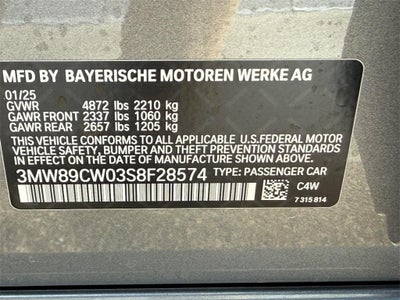 MFD BY BAYERISCHE MOTOREN WERKE AG
01/25
GVWR 4872 lbs 2210 kg
GAWR FRONT 2337 lbs 1060 kg
GAWR REAR 2657 lbs 1205 kg
THIS VEHICLE CONFORMS TO ALL APPLICABLE U.S.FEDERAL MOTOR
VEHICLE SAFETY, BUMPER AND THEFT PREVENTION STANDARDS IN
EFFECT ON THE DATE OF MANUFACTURE SHOWN ABOVE.
3MW89CW03S8F28574 TYPE: PASSENGER CAR
C4W
7 315 814